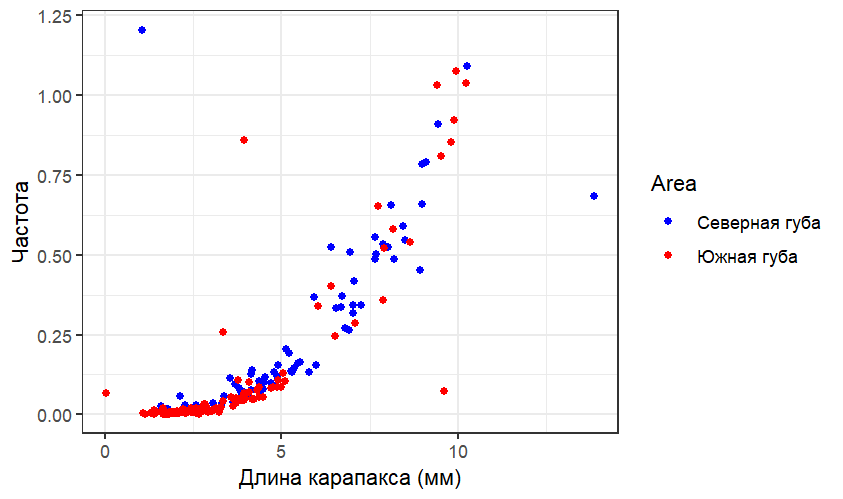 1.25
1.00
0.75
0.50
0.25
0.00
Частота
0
5
10
Длина карапакса (мм)
Area
Северная губа
Южная губа